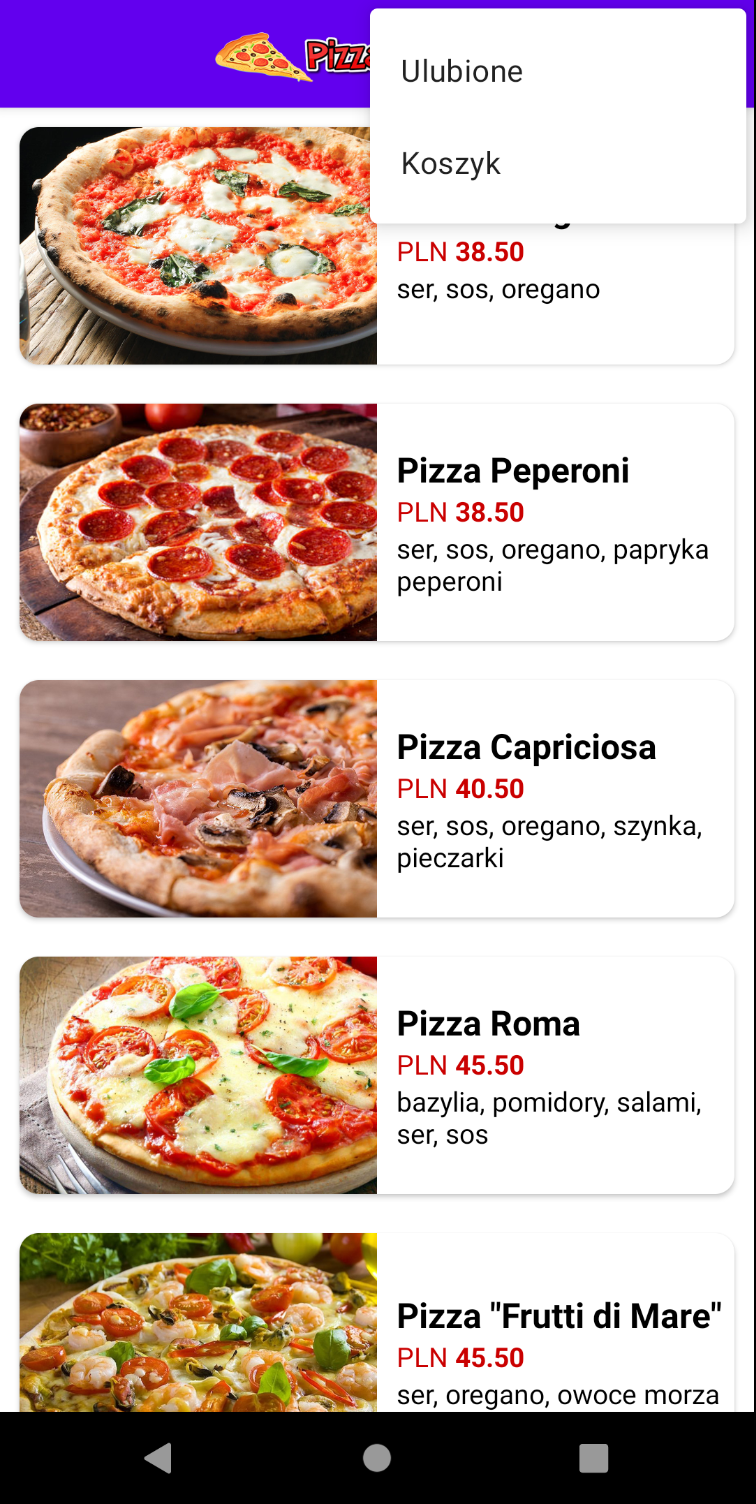 Ulubione
Koszyk
PLN 38.50
ser, sos, oregano
Pizza Peperoni
PLN 38.50
ser, sos, oregano, papryka
peperoni
Pizza Capriciosa
PLN 40.50
ser, sos, oregano, szynka,
pieczarki
Pizza Roma
PLN 45.50
bazylia, pomidory, salami,
ser, sos
Pizza "Frutti di Mare"
PLN 45.50
ser, oregano, owoce morza